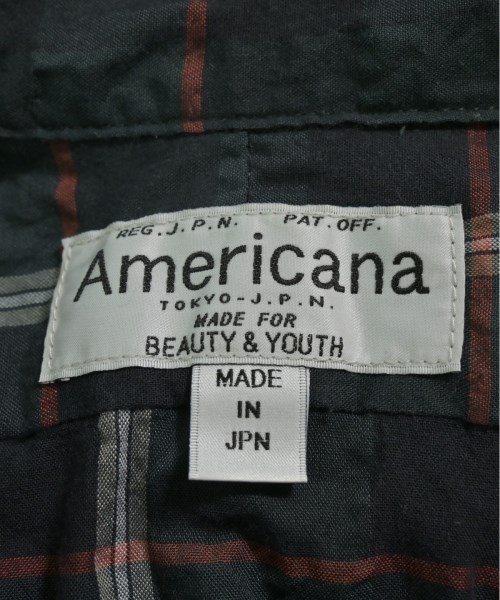 REG. J.P.N. PAT. OFF.
Americana
TOKYO-J.P.N.
MADE FOR
BEAUTY & YOUTH
MADE
IN
JPN